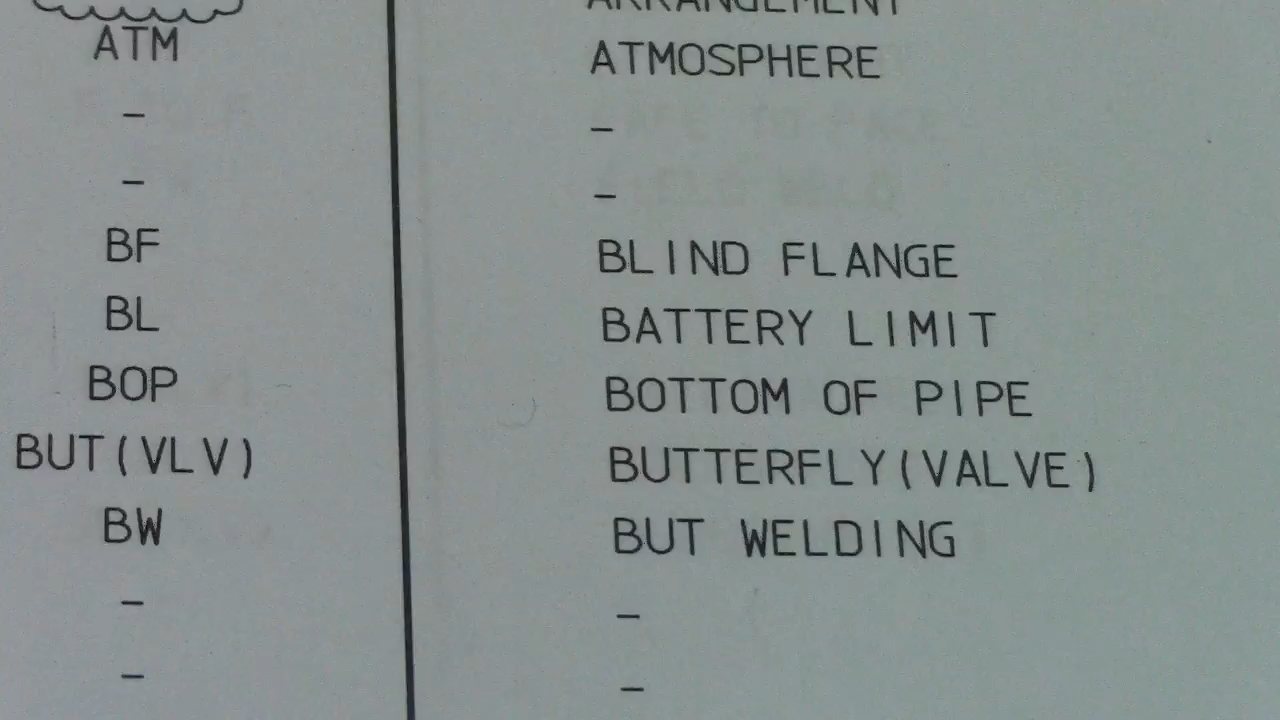 ARRANGEMENT
ATM ATMOSPHERE
- -
- -
BF BLIND FLANGE
BL BATTERY LIMIT
BOP BOTTOM OF PIPE
BUT(VLV) BUTTERFLY(VALVE)
BW BUT WELDING
- -
- -